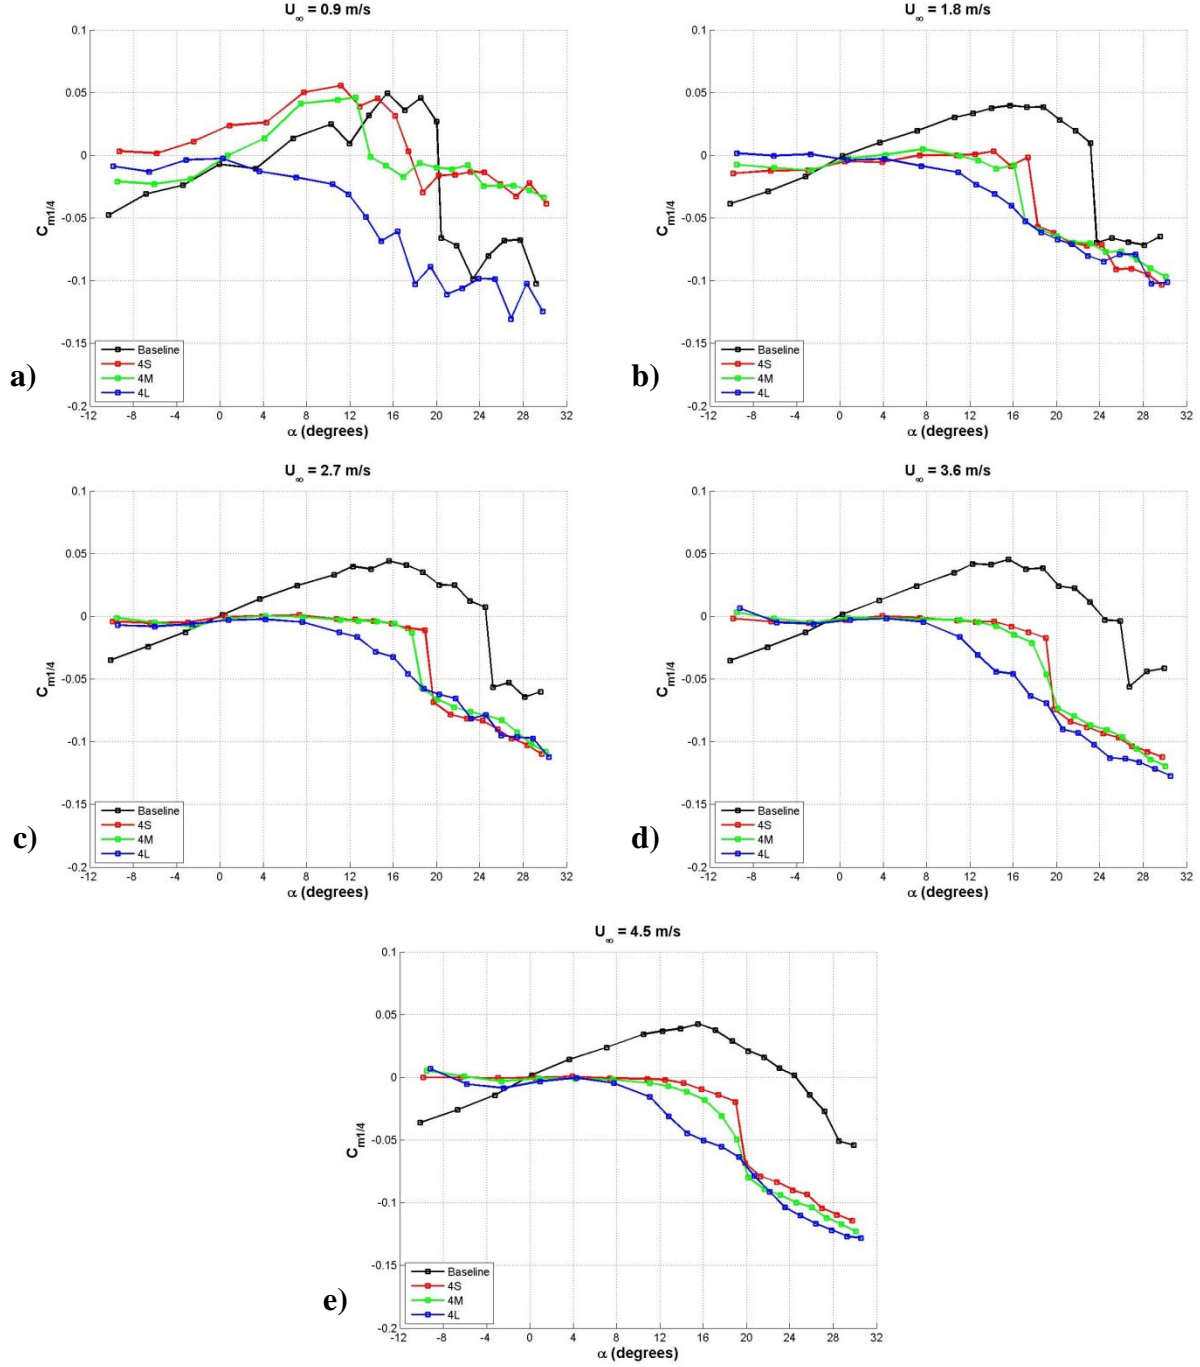 U∞ = 0.9 m/s
0.1
0.05
0
-0.05
-0.1
-0.15
-0.2
Cm1/4
-12 -8 -4 0 4 8 12 16 20 24 28 32
α (degrees)
Baseline
4S
4M
4L
a)
U∞ = 1.8 m/s
0.1
0.05
0
-0.05
-0.1
-0.15
-0.2
Cm1/4
-12 -8 -4 0 4 8 12 16 20 24 28 32
α (degrees)
Baseline
4S
4M
4L
b)
U∞ = 2.7 m/s
0.1
0.05
0
-0.05
-0.1
-0.15
-0.2
Cm1/4
-12 -8 -4 0 4 8 12 16 20 24 28 32
α (degrees)
Baseline
4S
4M
4L
c)
U∞ = 3.6 m/s
0.1
0.05
0
-0.05
-0.1
-0.15
-0.2
Cm1/4
-12 -8 -4 0 4 8 12 16 20 24 28 32
α (degrees)
Baseline
4S
4M
4L
d)
U∞ = 4.5 m/s
0.1
0.05
0
-0.05
-0.1
-0.15
-0.2
Cm1/4
-12 -8 -4 0 4 8 12 16 20 24 28 32
α (degrees)
Baseline
4S
4M
4L
e)